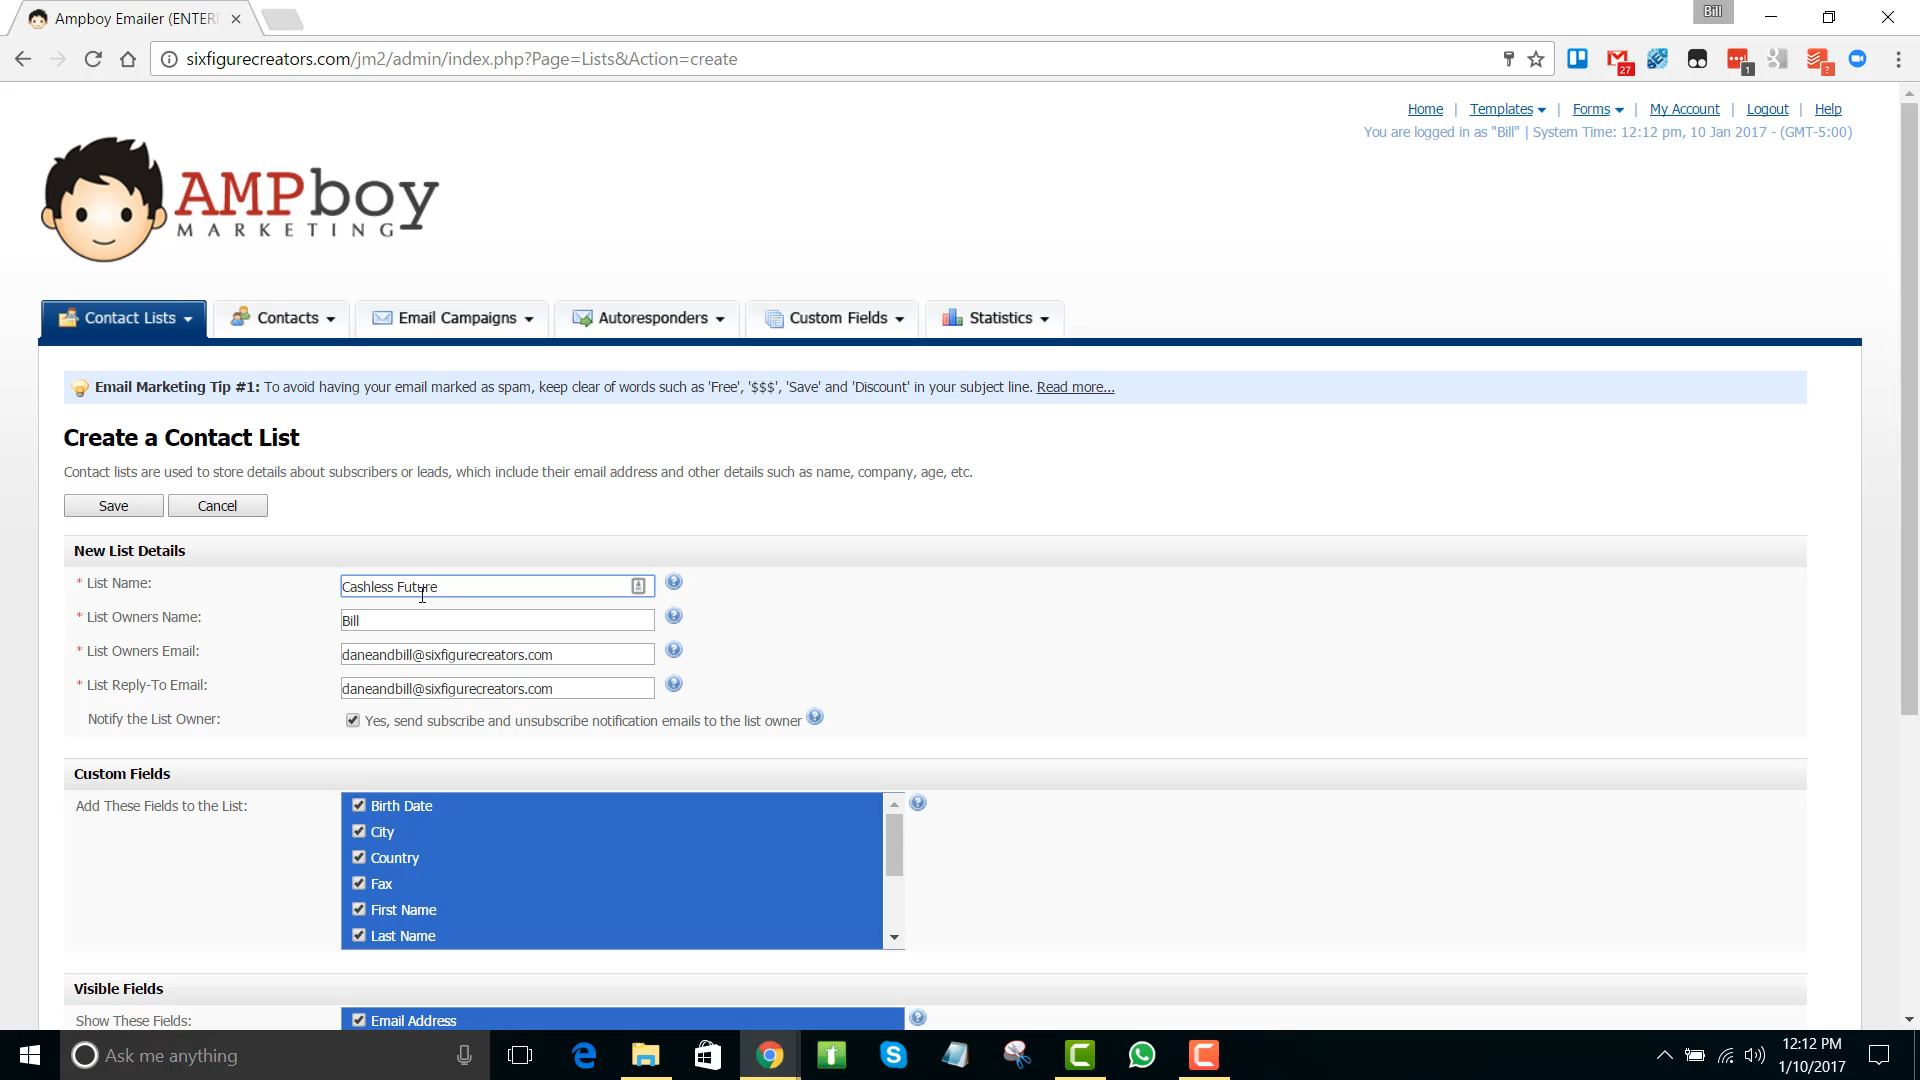 Ampboy Emailer (ENTER
Bill
sixfigurecreators.com/jm2/admin/index.php?Page=Lists&Action=create
27
1
?
Home | Templates | Forms | My Account | Logout | Help
You are logged in as "Bill" | System Time: 12:12 pm, 10 Jan 2017 - (GMT-5:00)
AMPboy
MARKETING
Contact Lists
Contacts
Email Campaigns
Autoresponders
Custom Fields
Statistics
Email Marketing Tip #1: To avoid having your email marked as spam, keep clear of words such as 'Free', '$$$', 'Save' and 'Discount' in your subject line. Read more...
Create a Contact List
Contact lists are used to store details about subscribers or leads, which include their email address and other details such as name, company, age, etc.
Save Cancel
New List Details
* List Name: Cashless Future
* List Owners Name: Bill
* List Owners Email: daneandbill@sixfigurecreators.com
* List Reply-To Email: daneandbill@sixfigurecreators.com
Notify the List Owner: Yes, send subscribe and unsubscribe notification emails to the list owner
Custom Fields
Add These Fields to the List: Birth Date
City
Country
Fax
First Name
Last Name
Visible Fields
Show These Fields: Email Address
Ask me anything
12:12 PM
1/10/2017